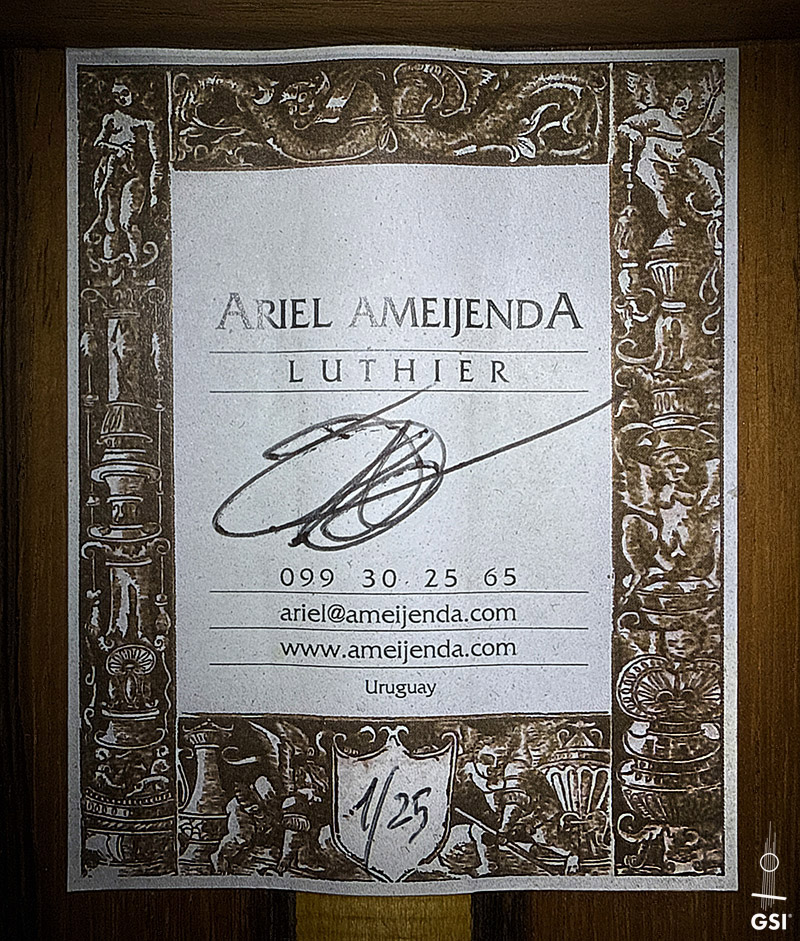 ARIEL AMEIJENDA
LUTHIER
099 30 25 65
ariel@ameijenda.com
www.ameijenda.com
Uruguay
1/25
GSI®